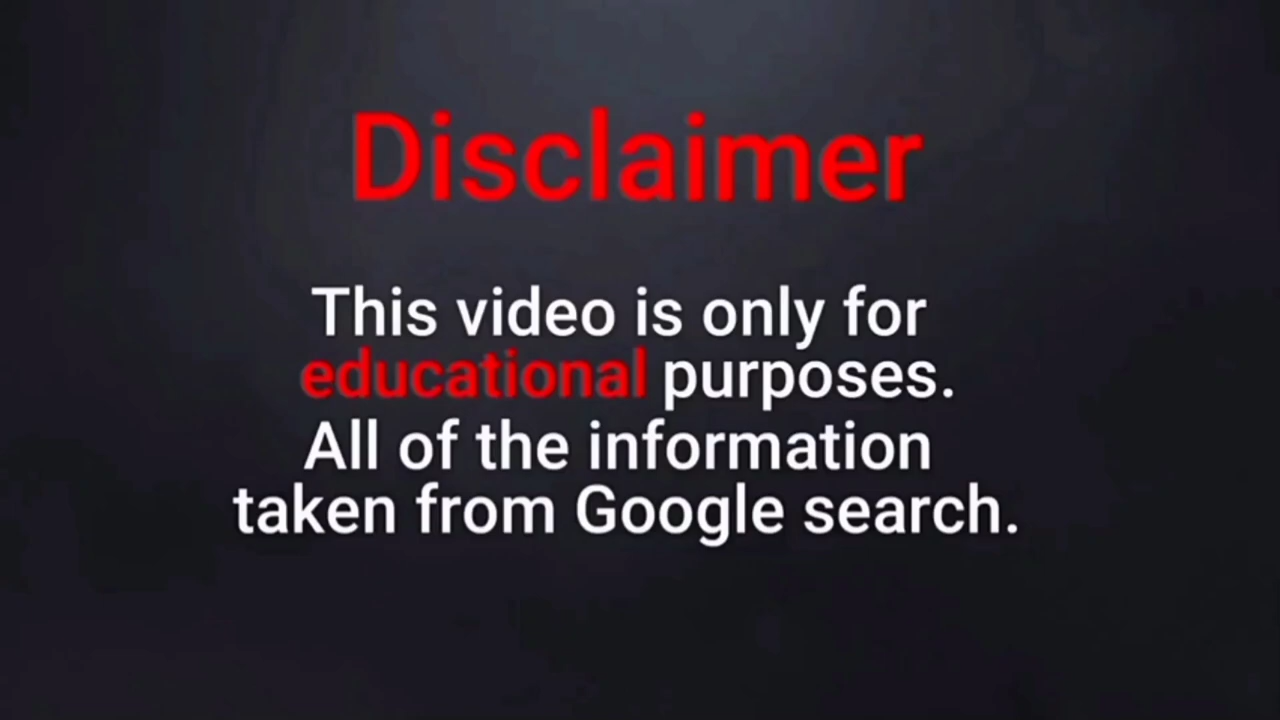 Disclaimer
This video is only for
educational purposes.
All of the information
taken from Google search.